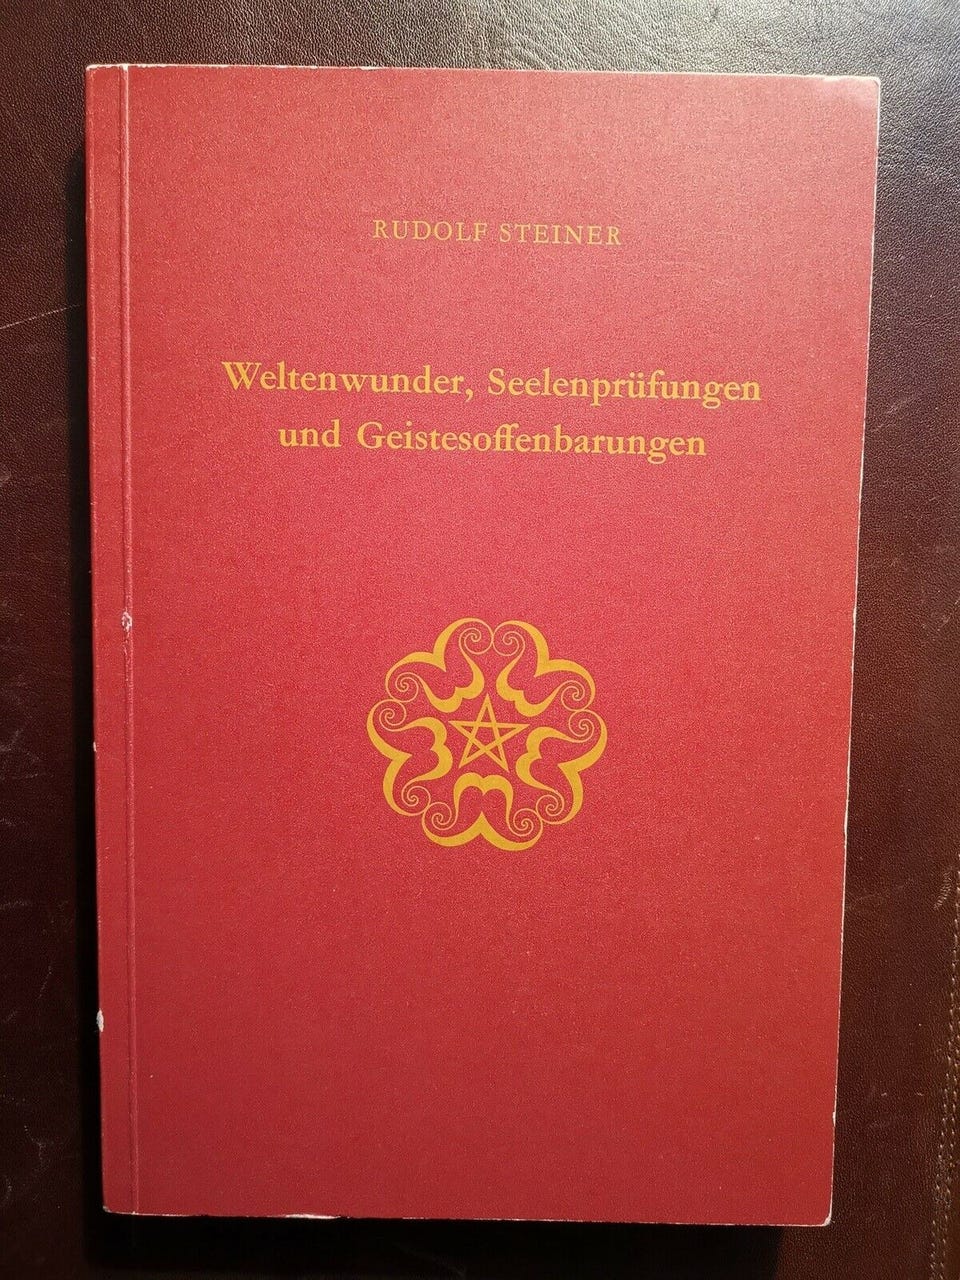 RUDOLF STEINER
Weltenwunder, Seelenprüfungen
und Geistesoffenbarungen